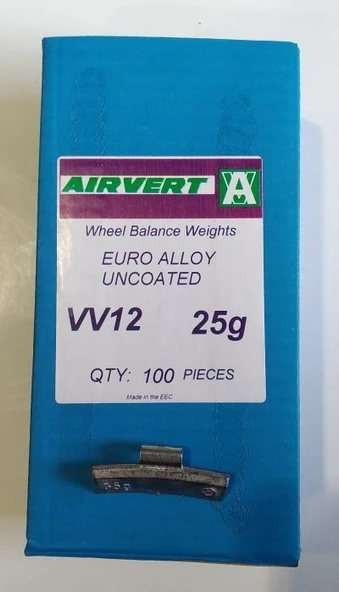 AIRVERT
Wheel Balance Weights
EURO ALLOY
UNCOATED
VV12 25g
QTY: 100 PIECES
Made in the EEC